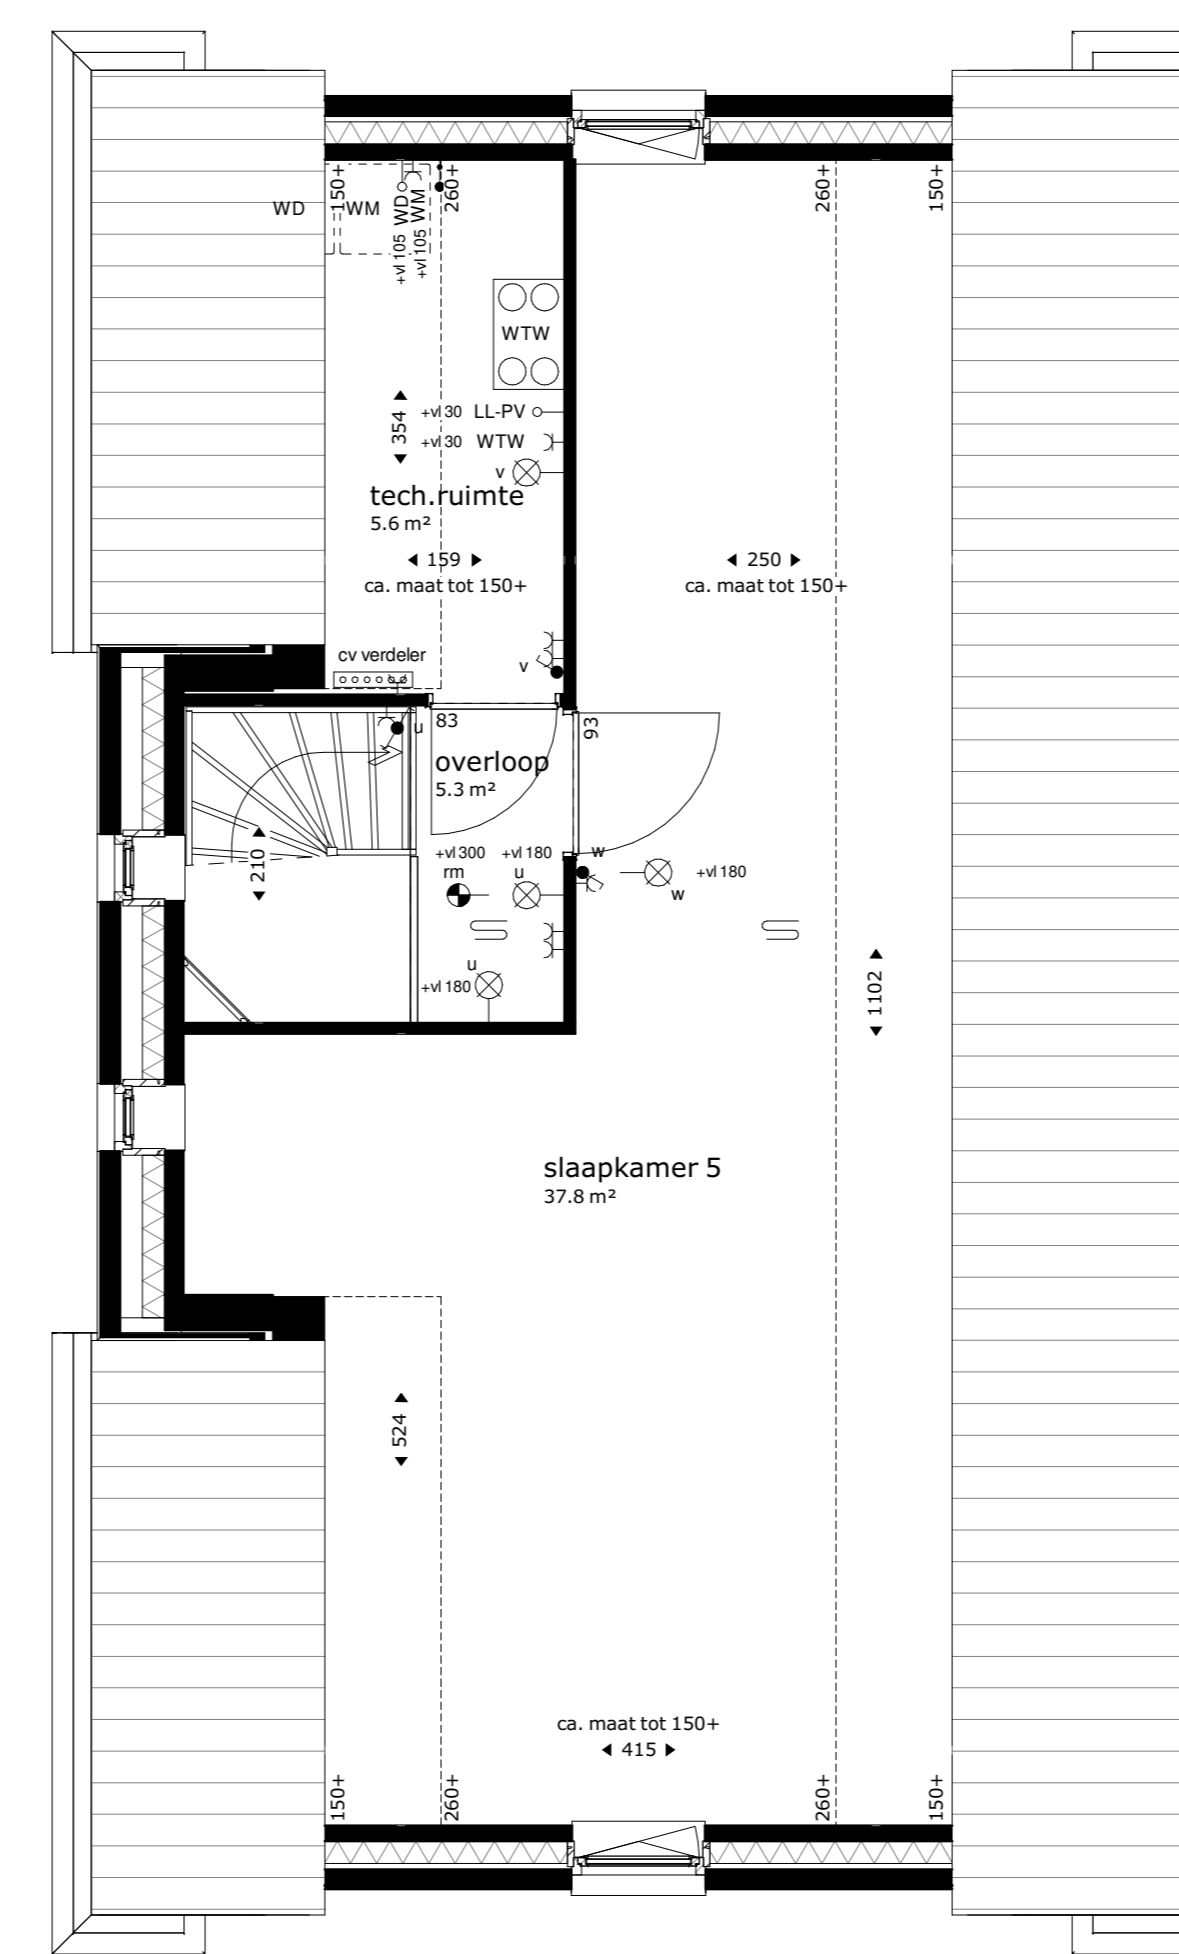 150+
260+
260+
150+
WD
WM
+vl 105 WD
+vl 105 WM
WTW
+vl 30 LL-PV
+vl 30 WTW
v
354
tech.ruimte
5.6 m²
159
ca. maat tot 150+
250
ca. maat tot 150+
cv verdeler
v
u
83
93
overloop
5.3 m²
210
+vl 300
rm
+vl 180
u
w
+vl 180
w
u
+vl 180
1102
slaapkamer 5
37.8 m²
524
ca. maat tot 150+
415
150+
260+
260+
150+